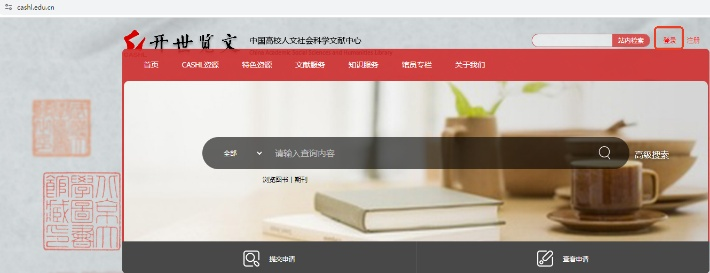 cashl.edu.cn
开世览文 中国高校人文社会科学文献中心
站内检索 登录 注册
首页 CASHL资源 特色资源 文献服务 知识服务 馆员专栏 关于我们
全部 请输入查询内容 高级搜索
浏览图书 | 期刊
提交申请 查看申请